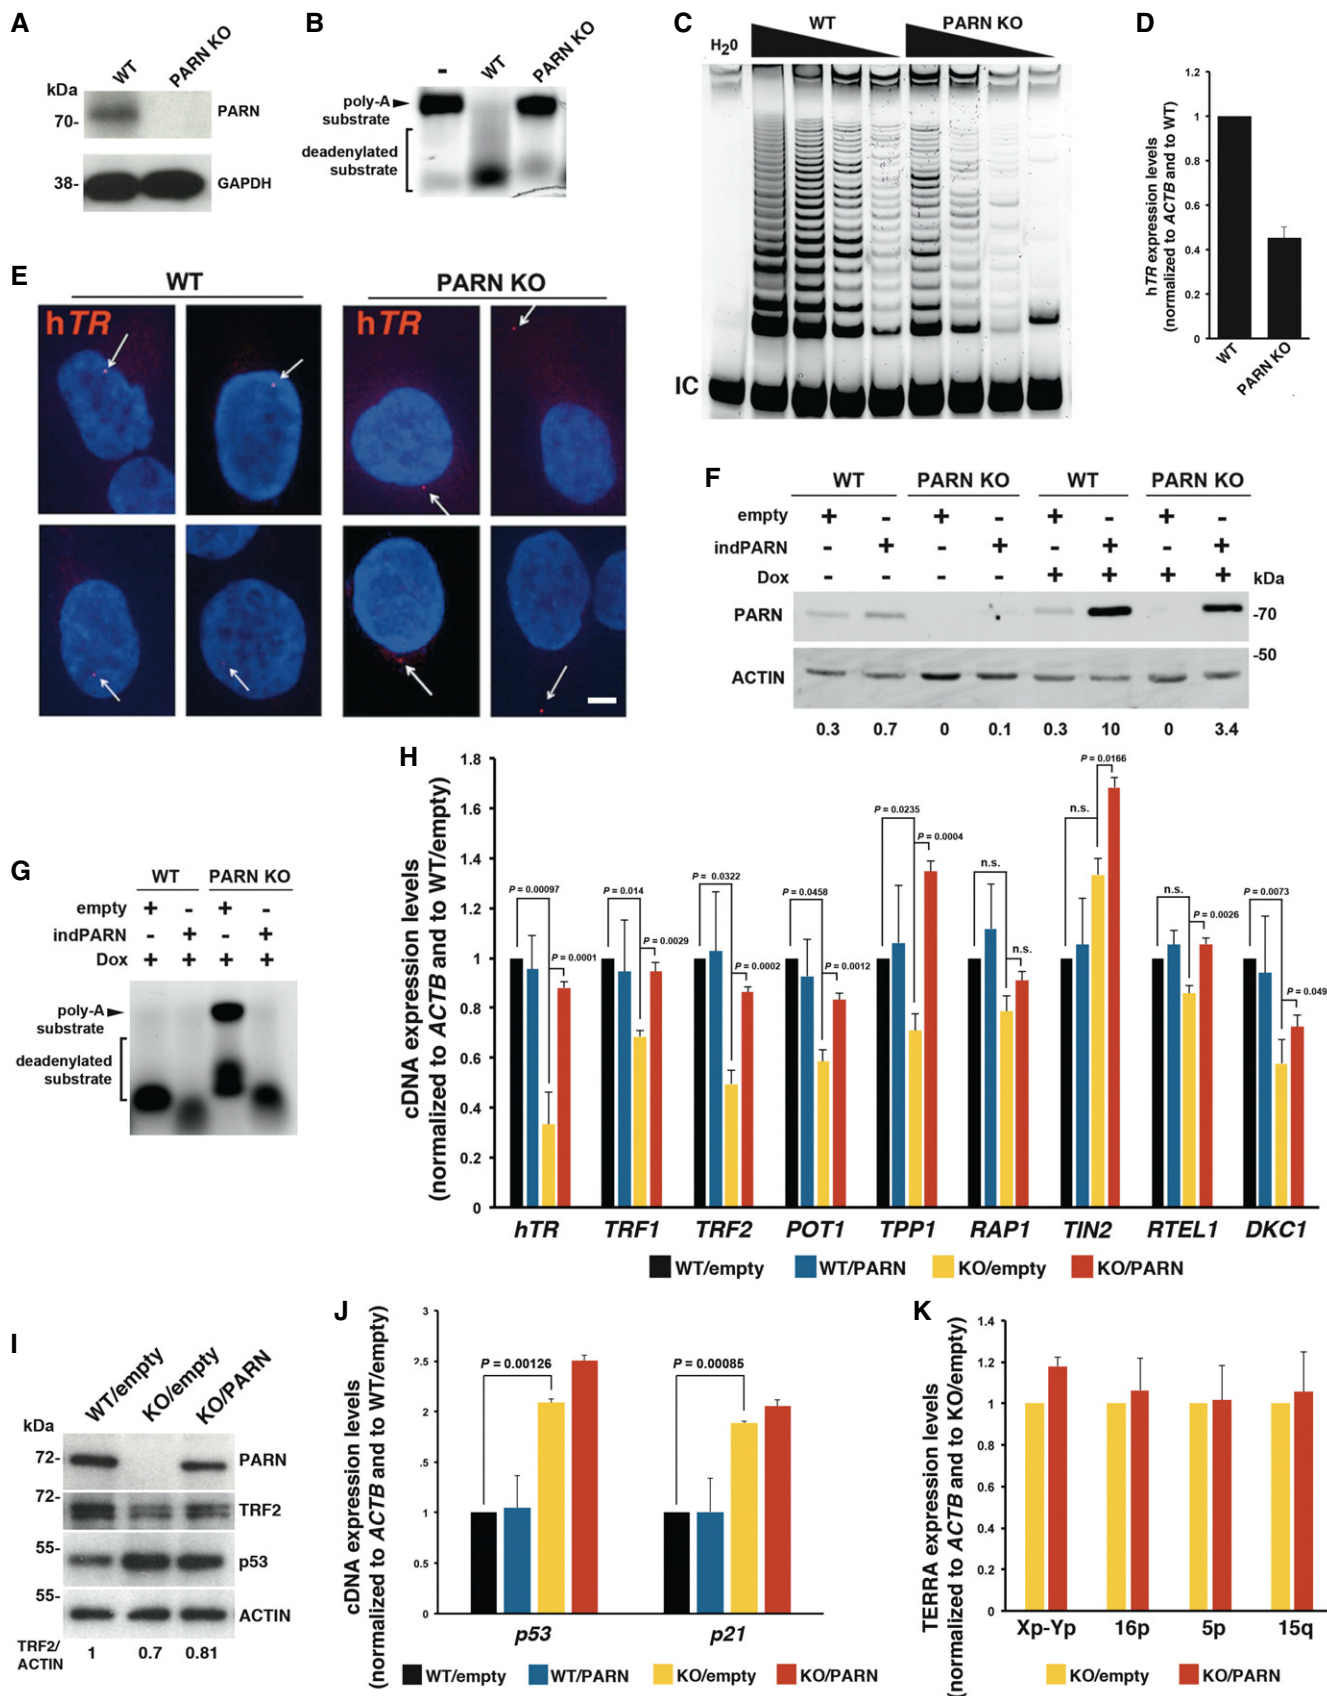 A
WT
PARN KO
kDa
70-
PARN
38-
GAPDH
B
-
WT
PARN KO
poly-A
substrate
deadenylated
substrate
C
H20
WT
PARN KO
IC
D
hTR expression levels
(normalized to ACTB and to WT)
1.2
1
0.8
0.6
0.4
0.2
0
WT
PARN KO
E
WT
PARN KO
hTR
hTR
F
WT
PARN KO
WT
PARN KO
empty
+ - + - + - + -
indPARN
- + - + - + - +
Dox
- - - - + + + +
kDa
PARN
-70
-50
ACTIN
0.3 0.7 0 0.1 0.3 10 0 3.4
G
WT
PARN KO
empty
+ - + -
indPARN
- + - +
Dox
+ + + +
poly-A
substrate
deadenylated
substrate
H
cDNA expression levels
(normalized to ACTB and to WT/empty)
1.8
1.6
1.4
1.2
1
0.8
0.6
0.4
0.2
0
P = 0.00097
P = 0.0001
P = 0.014
P = 0.0029
P = 0.0322
P = 0.0002
P = 0.0458
P = 0.0012
P = 0.0235
P = 0.0004
n.s.
n.s.
n.s.
P = 0.0166
n.s.
P = 0.0026
P = 0.0073
P = 0.049
hTR TRF1 TRF2 POT1 TPP1 RAP1 TIN2 RTEL1 DKC1
WT/empty WT/PARN KO/empty KO/PARN
I
WT/empty
KO/empty
KO/PARN
kDa
72-
PARN
72-
TRF2
55-
p53
55-
ACTIN
TRF2/
ACTIN
1 0.7 0.81
J
cDNA expression levels
(normalized to ACTB and to WT/empty)
3
2.5
2
.5
1
0.5
0
P = 0.00126
P = 0.00085
p53 p21
WT/empty WT/PARN KO/empty KO/PARN
K
TERRA expression levels
(normalized to ACTB and to KO/empty)
1.4
1.2
1
0.8
0.6
0.4
0.2
0
Xp-Yp 16p 5p 15q
KO/empty KO/PARN